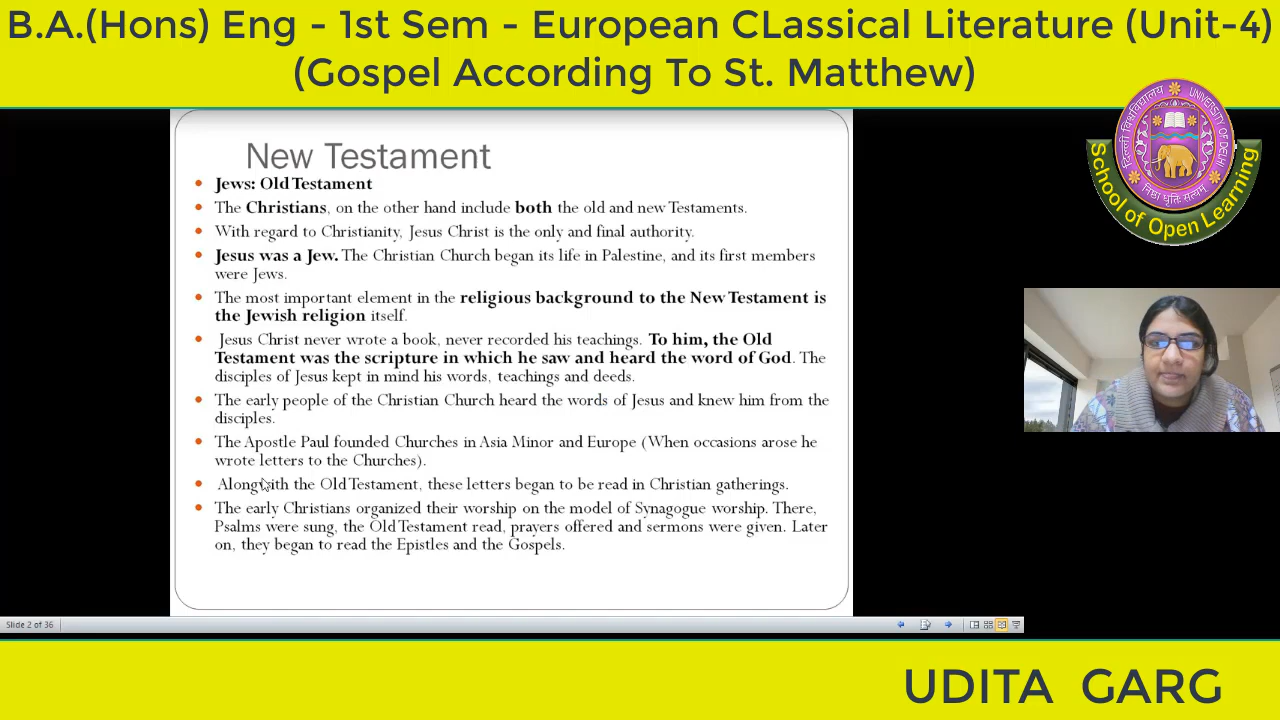 B.A.(Hons) Eng - 1st Sem - European CLassical Literature (Unit-4)
(Gospel According To St. Matthew)
दिल्ली विश्वविद्यालय
UNIVERSITY OF DELHI
निष्ठा धृतिः सत्यम्
School of Open Learning
New Testament
• Jews: Old Testament
• The Christians, on the other hand include both the old and new Testaments.
• With regard to Christianity, Jesus Christ is the only and final authority.
• Jesus was a Jew. The Christian Church began its life in Palestine, and its first members
were Jews.
• The most important element in the religious background to the New Testament is
the Jewish religion itself.
• Jesus Christ never wrote a book, never recorded his teachings. To him, the Old
Testament was the scripture in which he saw and heard the word of God. The
disciples of Jesus kept in mind his words, teachings and deeds.
• The early people of the Christian Church heard the words of Jesus and knew him from the
disciples.
• The Apostle Paul founded Churches in Asia Minor and Europe (When occasions arose he
wrote letters to the Churches).
• Alongwith the Old Testament, these letters began to be read in Christian gatherings.
• The early Christians organized their worship on the model of Synagogue worship. There,
Psalms were sung, the Old Testament read, prayers offered and sermons were given. Later
on, they began to read the Epistles and the Gospels.
Slide 2 of 36
UDITA GARG